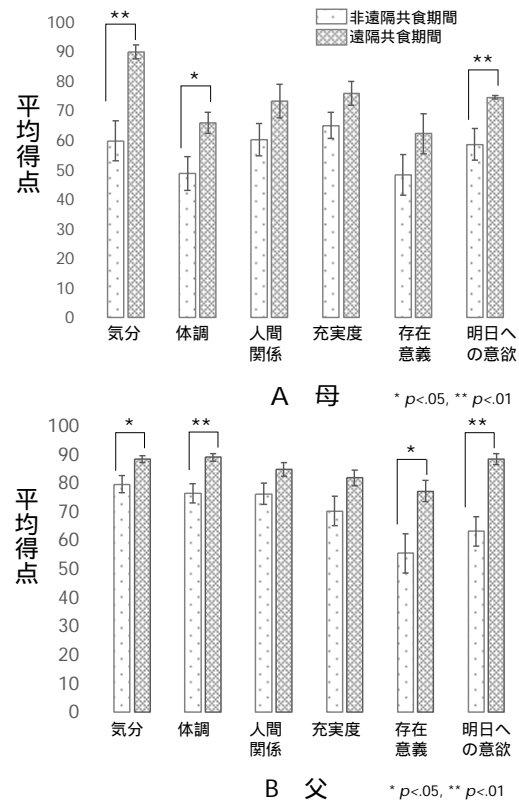 非遠隔共食期間
遠隔共食期間
平均得点
100
90
80
70
60
50
40
30
20
10
0
**
*
**
気分
体調
人間
関係
充実度
存在
意義
明日へ
の意欲
A 母
* p<.05, ** p<.01
平均得点
100
90
80
70
60
50
40
30
20
10
0
*
**
*
**
気分
体調
人間
関係
充実度
存在
意義
明日へ
の意欲
B 父
* p<.05, ** p<.01